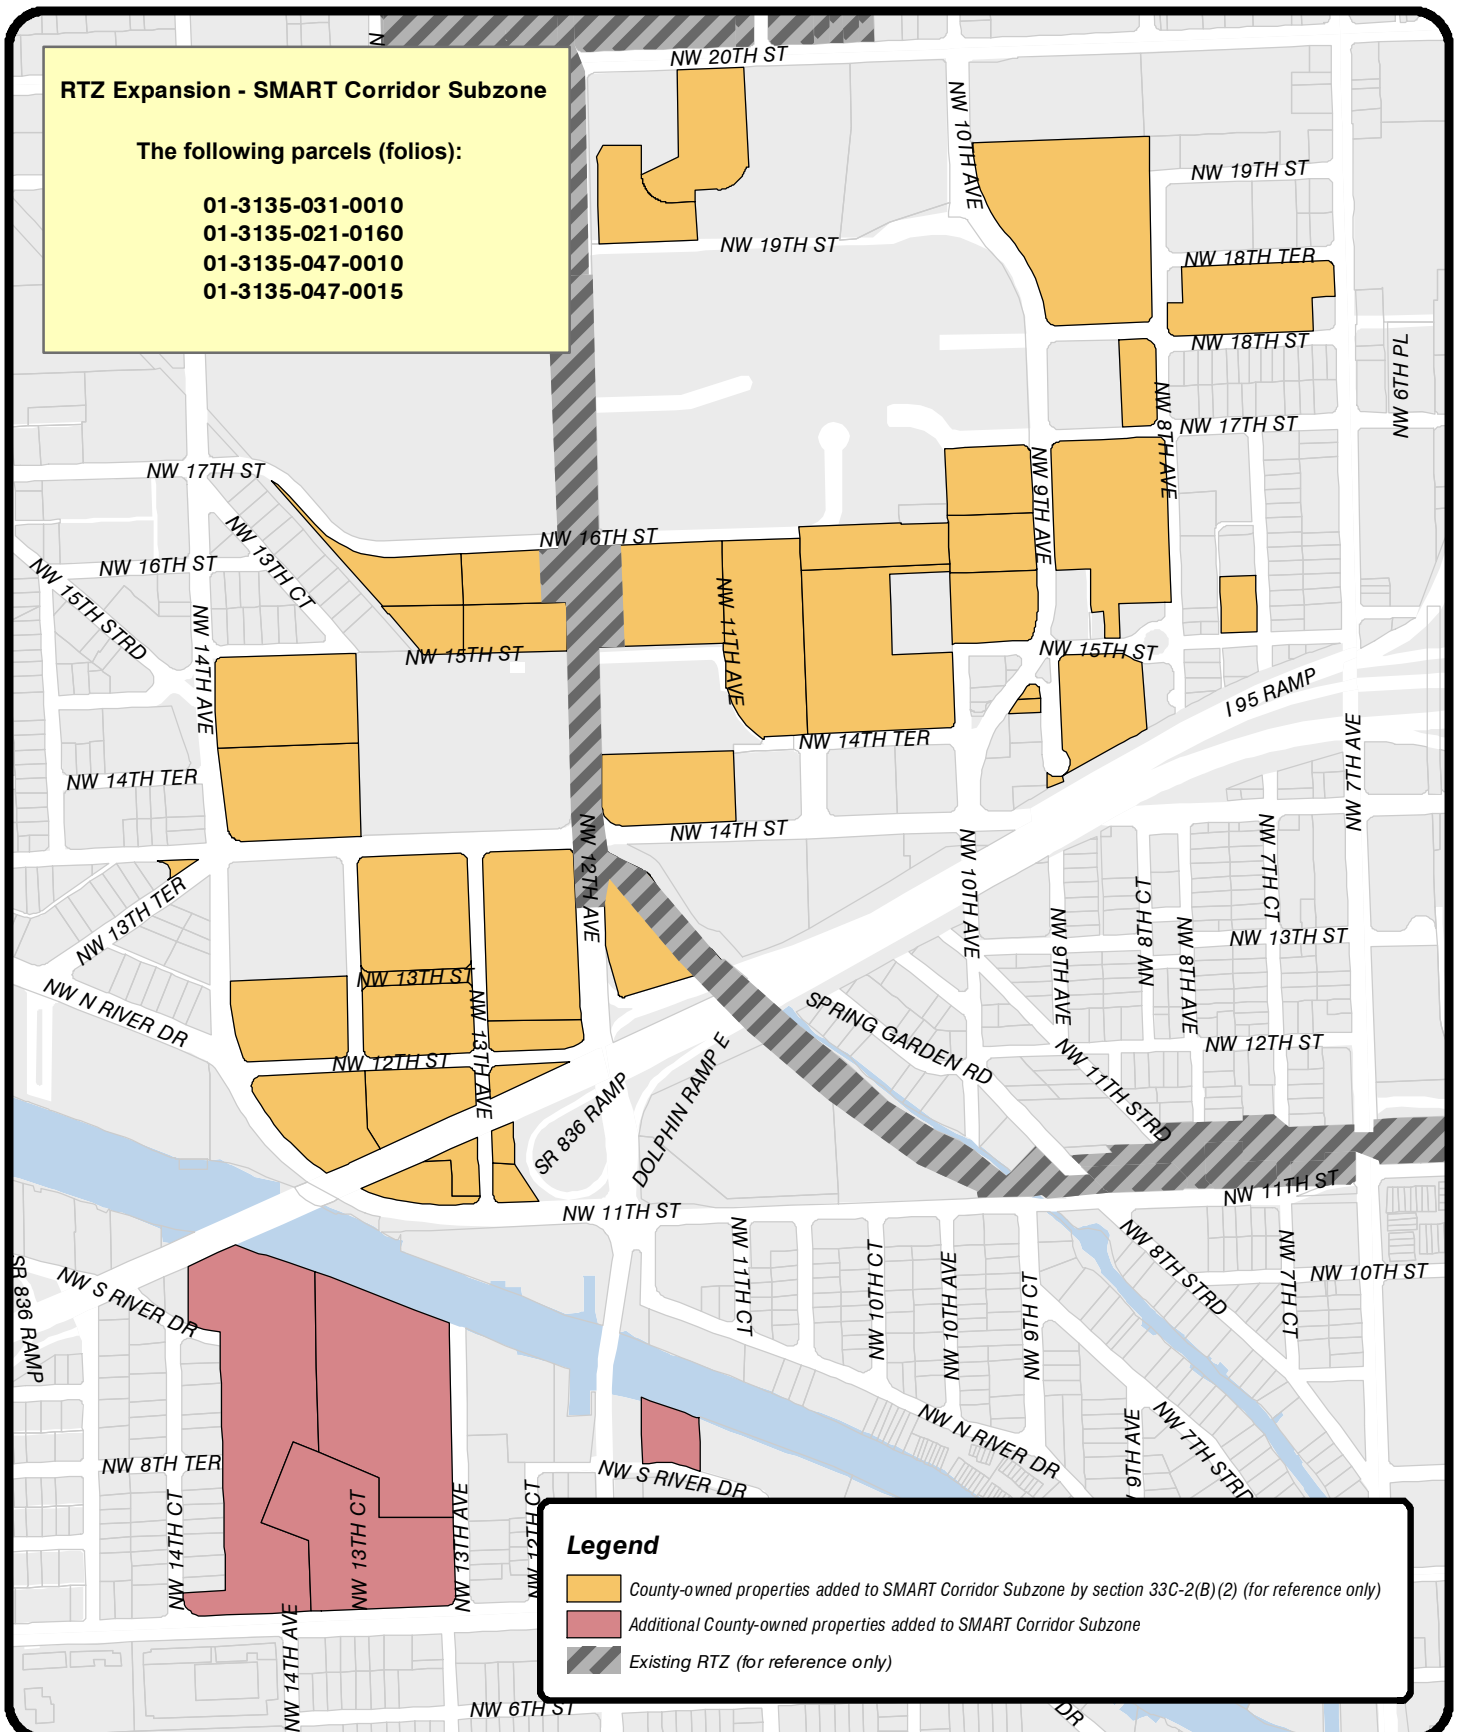 N
NW 20TH ST
RTZ Expansion - SMART Corridor Subzone
The following parcels (folios):
01-3135-031-0010
01-3135-021-0160
01-3135-047-0010
01-3135-047-0015
NW 10TH AVE
NW 19TH ST
NW 19TH ST
NW 18TH TER
NW 18TH ST
NW 6TH PL
NW 8TH AVE
NW 17TH ST
NW 17TH ST
NW 9TH AVE
NW 13TH CT
NW 16TH ST
NW 16TH ST
NW 15TH STRD
NW 14TH AVE
NW 11TH AVE
NW 15TH ST
NW 15TH ST
I 95 RAMP
NW 14TH TER
NW 14TH TER
NW 7TH AVE
NW 14TH ST
NW 12TH AVE
NW 10TH AVE
NW 7TH CT
NW 13TH TER
NW 9TH AVE
NW 8TH CT
NW 8TH AVE
NW 13TH ST
NW 13TH ST
NW N RIVER DR
NW 13TH AVE
SPRING GARDEN RD
NW 12TH ST
NW 12TH ST
NW 11TH STRD
SR 836 RAMP
DOLPHIN RAMP E
NW 11TH ST
NW 11TH ST
SR 836 RAMP
NW S RIVER DR
NW 11TH CT
NW 10TH CT
NW 10TH AVE
NW 9TH CT
NW 8TH STRD
NW 7TH CT
NW 10TH ST
NW N RIVER DR
NW 9TH AVE
NW 7TH STRD
NW 8TH TER
NW S RIVER DR
NW 14TH CT
NW 13TH CT
NW 13TH AVE
NW 12TH CT
NW 14TH AVE
NW 6TH ST
DR
Legend
County-owned properties added to SMART Corridor Subzone by section 33C-2(B)(2) (for reference only)
Additional County-owned properties added to SMART Corridor Subzone
Existing RTZ (for reference only)